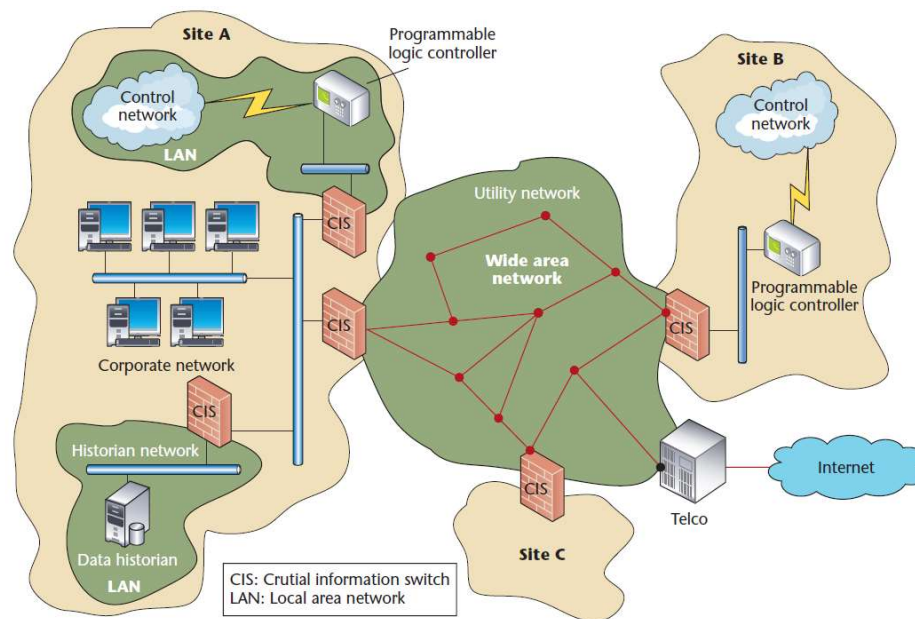 Site A
Programmable
logic controller
Control
network
LAN
CIS
Corporate network
CIS
CIS
Historian network
Data historian
LAN
Utility network
Wide area
network
Site B
Control
network
Programmable
logic controller
CIS
CIS
Site C
Telco
Internet
CIS: Crutial information switch
LAN: Local area network